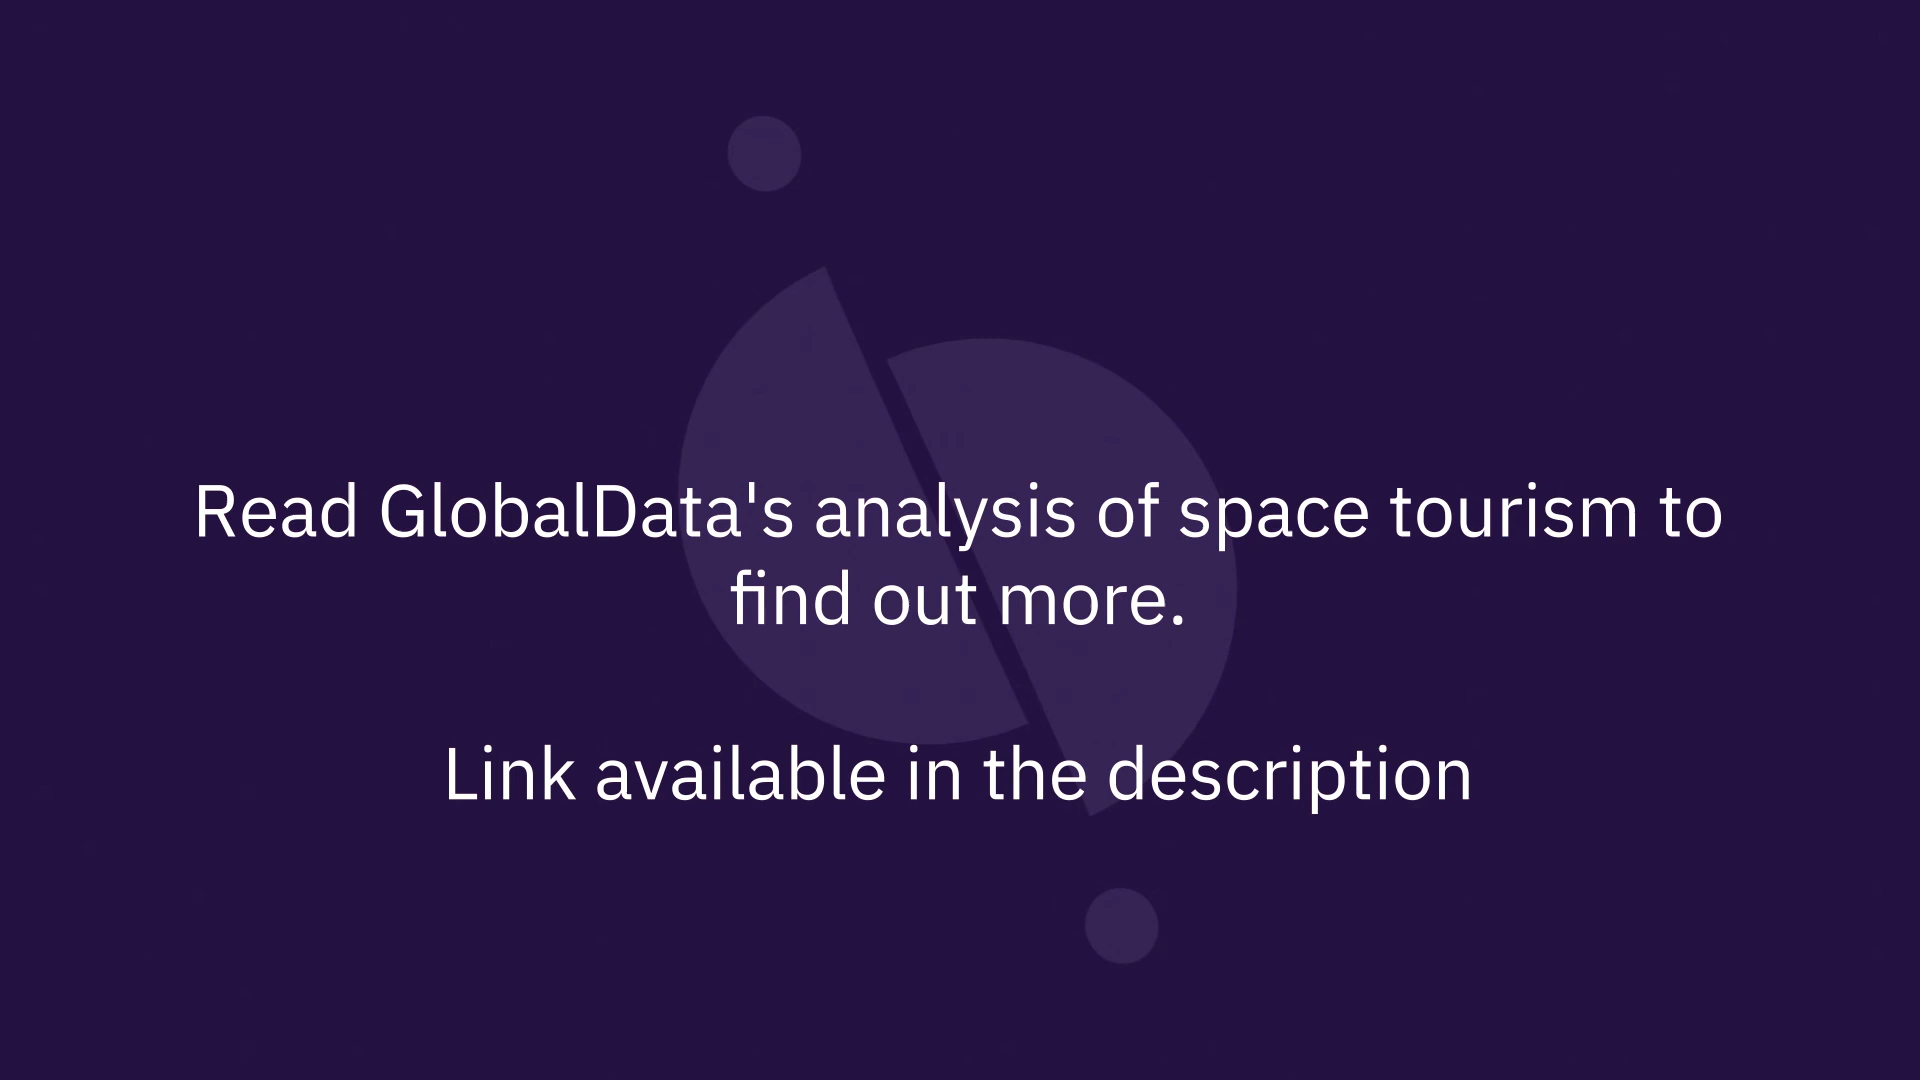 Read GlobalData's analysis of space tourism to
find out more.
Link available in the description